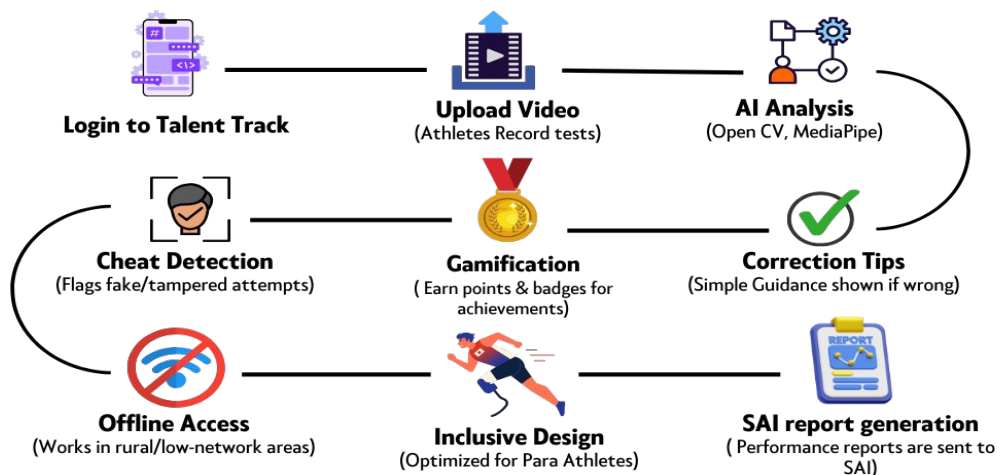 #
<\>
Login to Talent Track
Upload Video
(Athletes Record tests)
AI Analysis
(Open CV, MediaPipe)
Correction Tips
(Simple Guidance shown if wrong)
Gamification
( Earn points & badges for
achievements)
Cheat Detection
(Flags fake/tampered attempts)
Offline Access
(Works in rural/low-network areas)
Inclusive Design
(Optimized for Para Athletes)
REPORT
SAI report generation
( Performance reports are sent to
SAI)